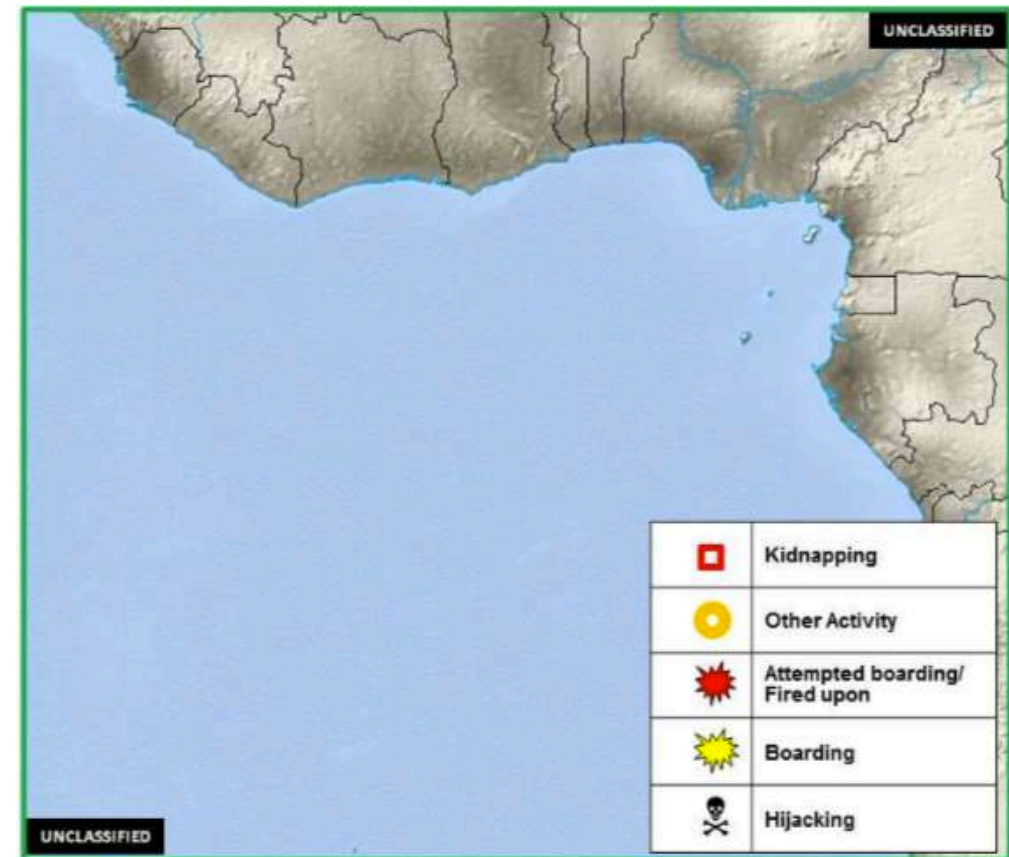 UNCLASSIFIED
Kidnapping
Other Activity
Attempted boarding/
Fired upon
Boarding
Hijacking
UNCLASSIFIED